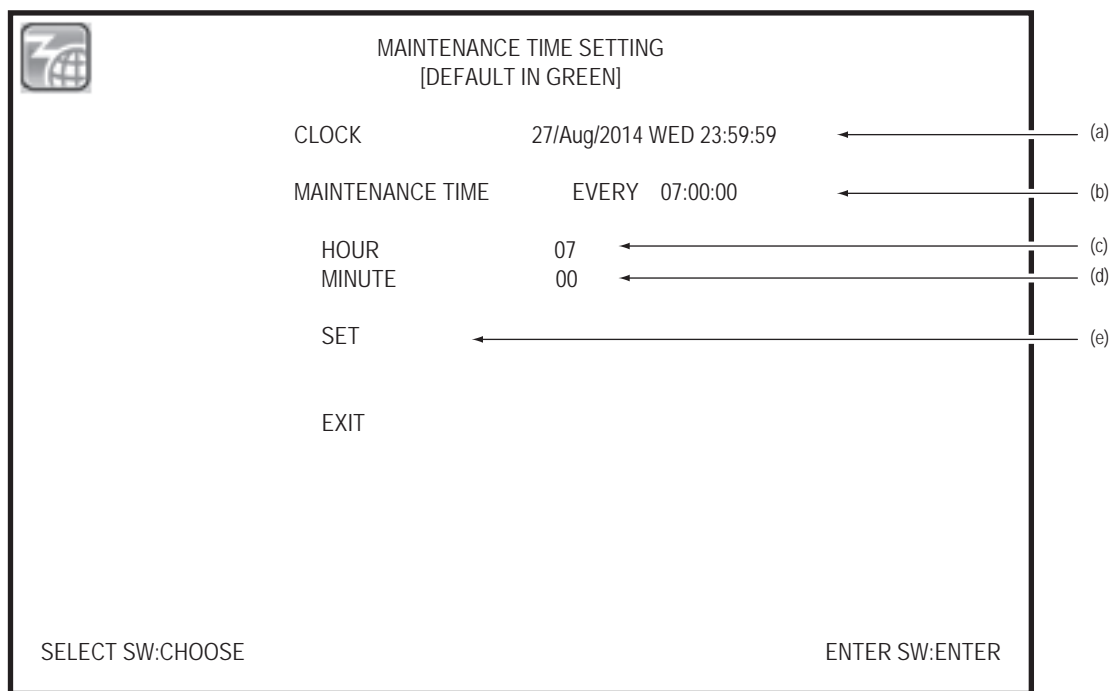 MAINTENANCE TIME SETTING
[DEFAULT IN GREEN]
CLOCK 27/Aug/2014 WED 23:59:59 (a)
MAINTENANCE TIME EVERY 07:00:00 (b)
HOUR 07 (c)
MINUTE 00 (d)
SET (e)
EXIT
SELECT SW:CHOOSE ENTER SW:ENTER